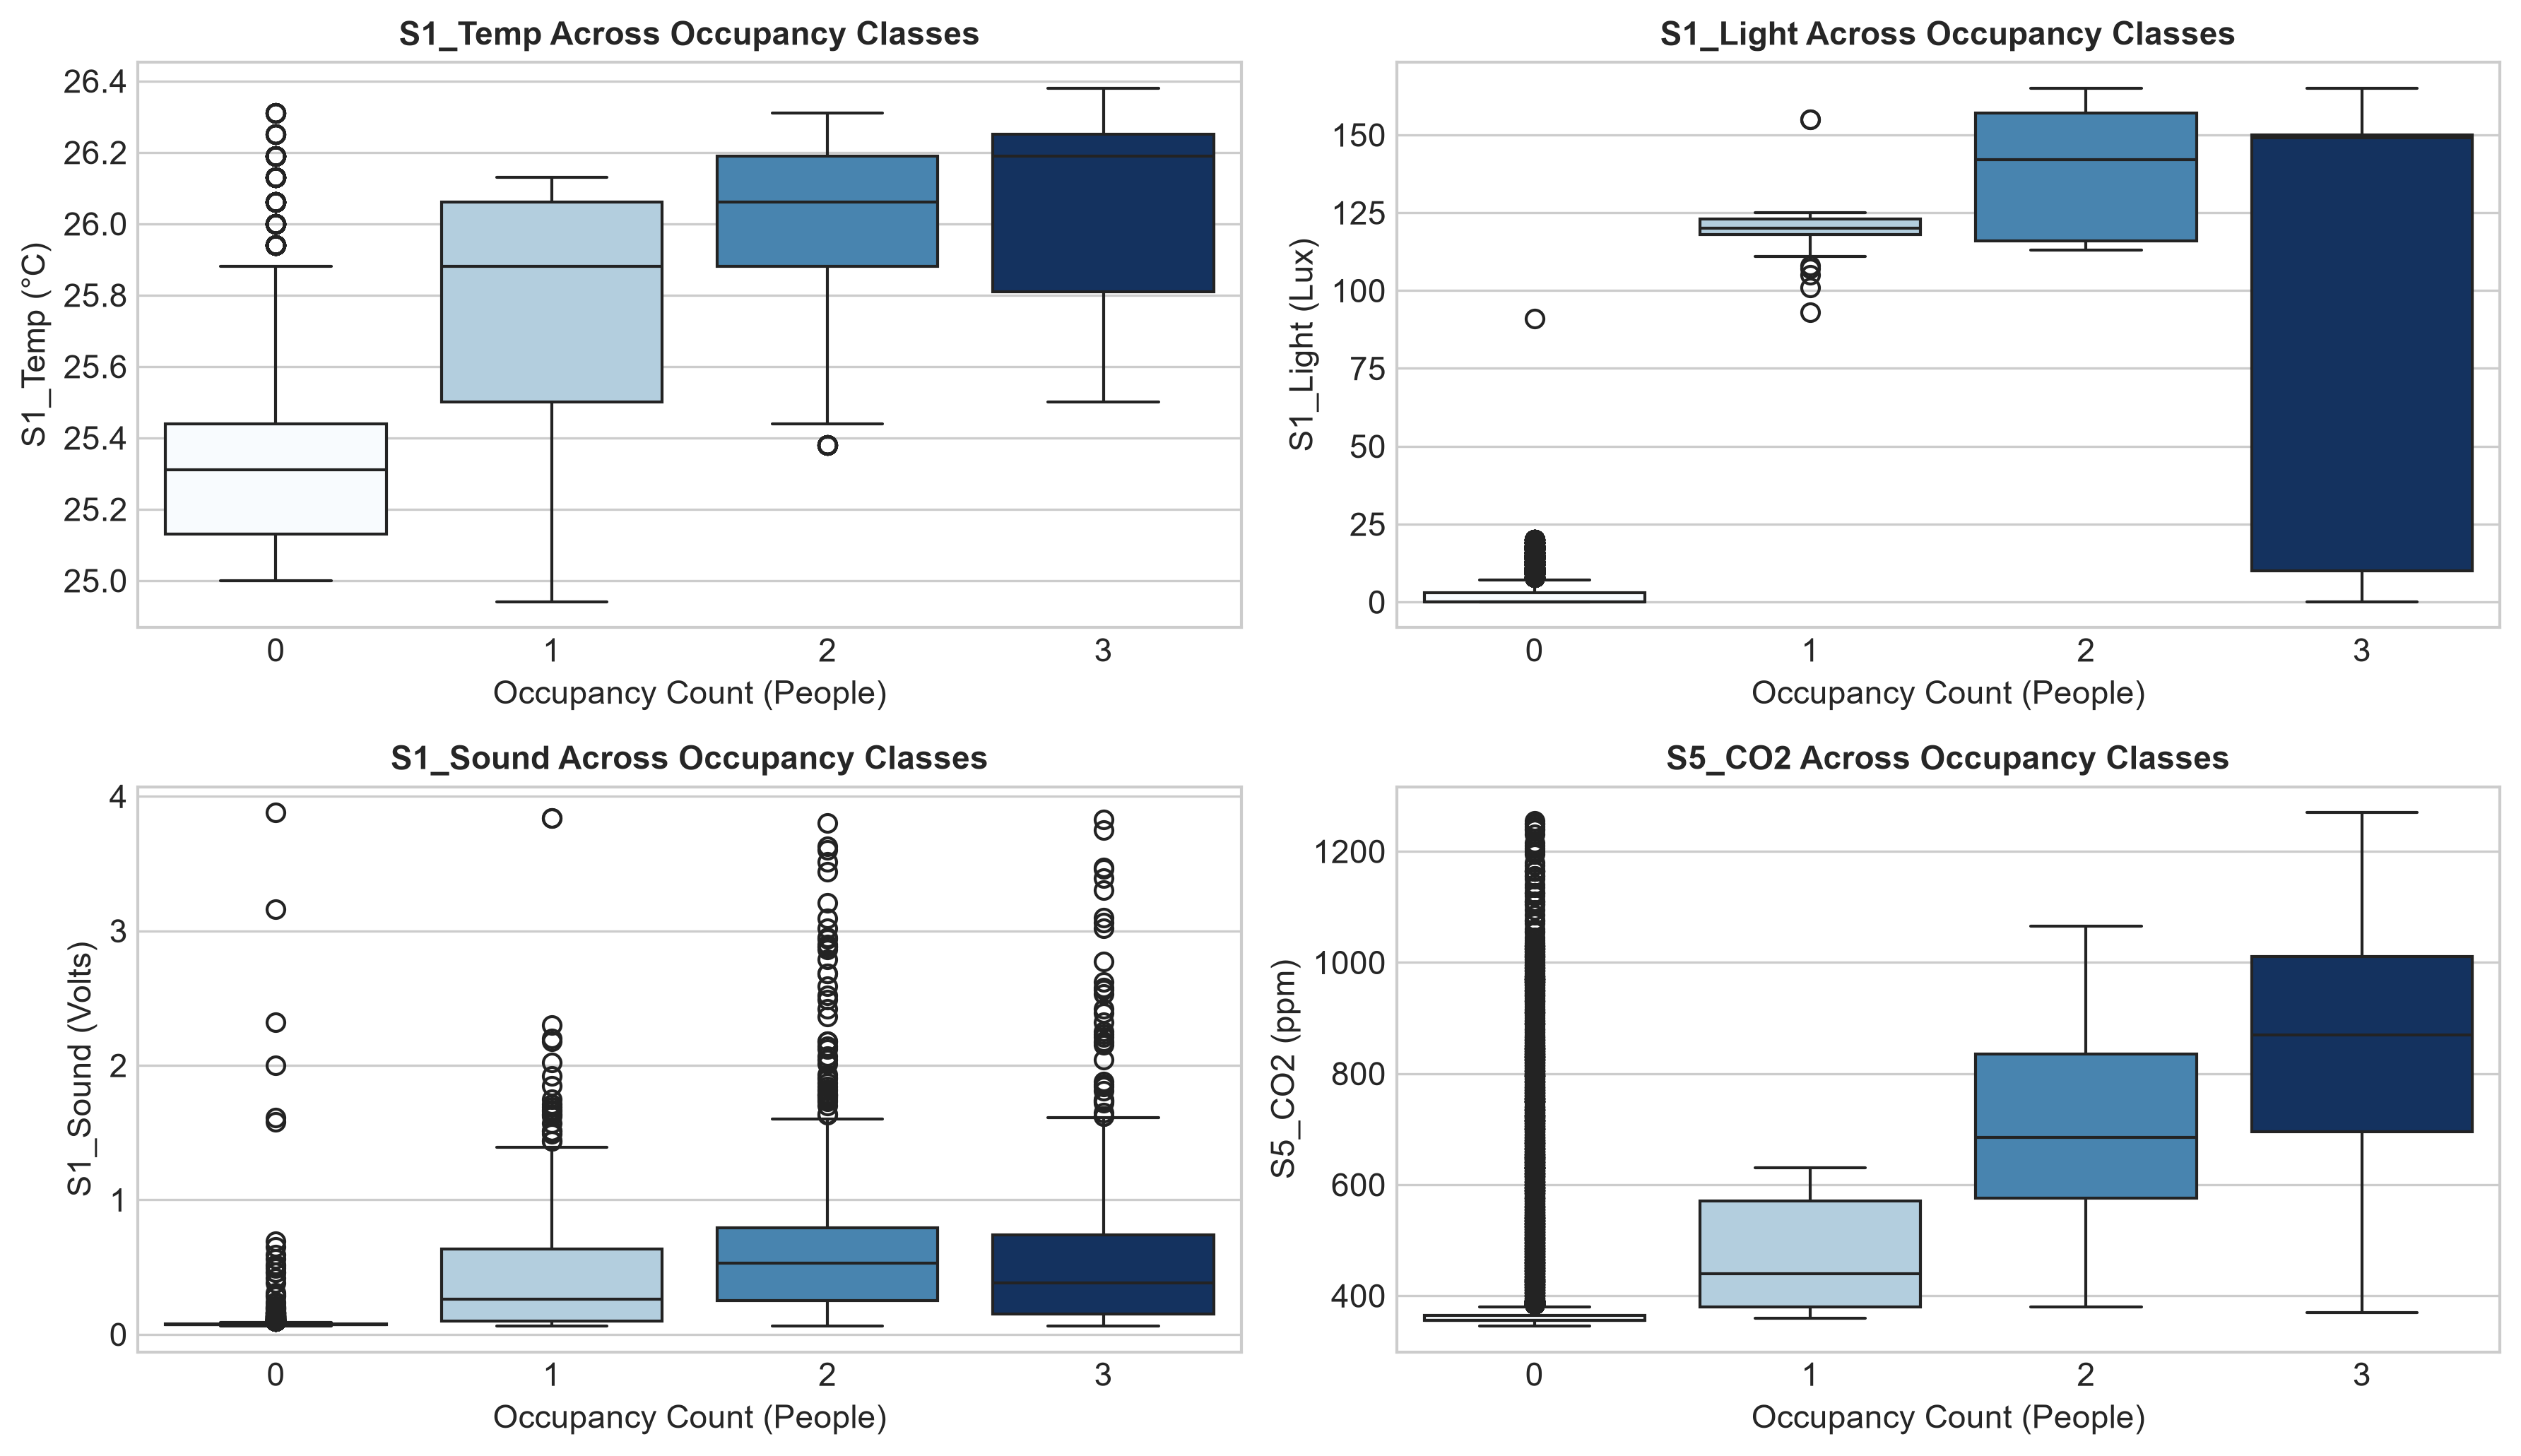 S1_Temp Across Occupancy Classes
S1_Temp (°C)
26.4
26.2
26.0
25.8
25.6
25.4
25.2
25.0
0 1 2 3
Occupancy Count (People)
S1_Light Across Occupancy Classes
S1_Light (Lux)
150
125
100
75
50
25
0
0 1 2 3
Occupancy Count (People)
S1_Sound Across Occupancy Classes
S1_Sound (Volts)
4
3
2
1
0
0 1 2 3
Occupancy Count (People)
S5_CO2 Across Occupancy Classes
S5_CO2 (ppm)
1200
1000
800
600
400
0 1 2 3
Occupancy Count (People)